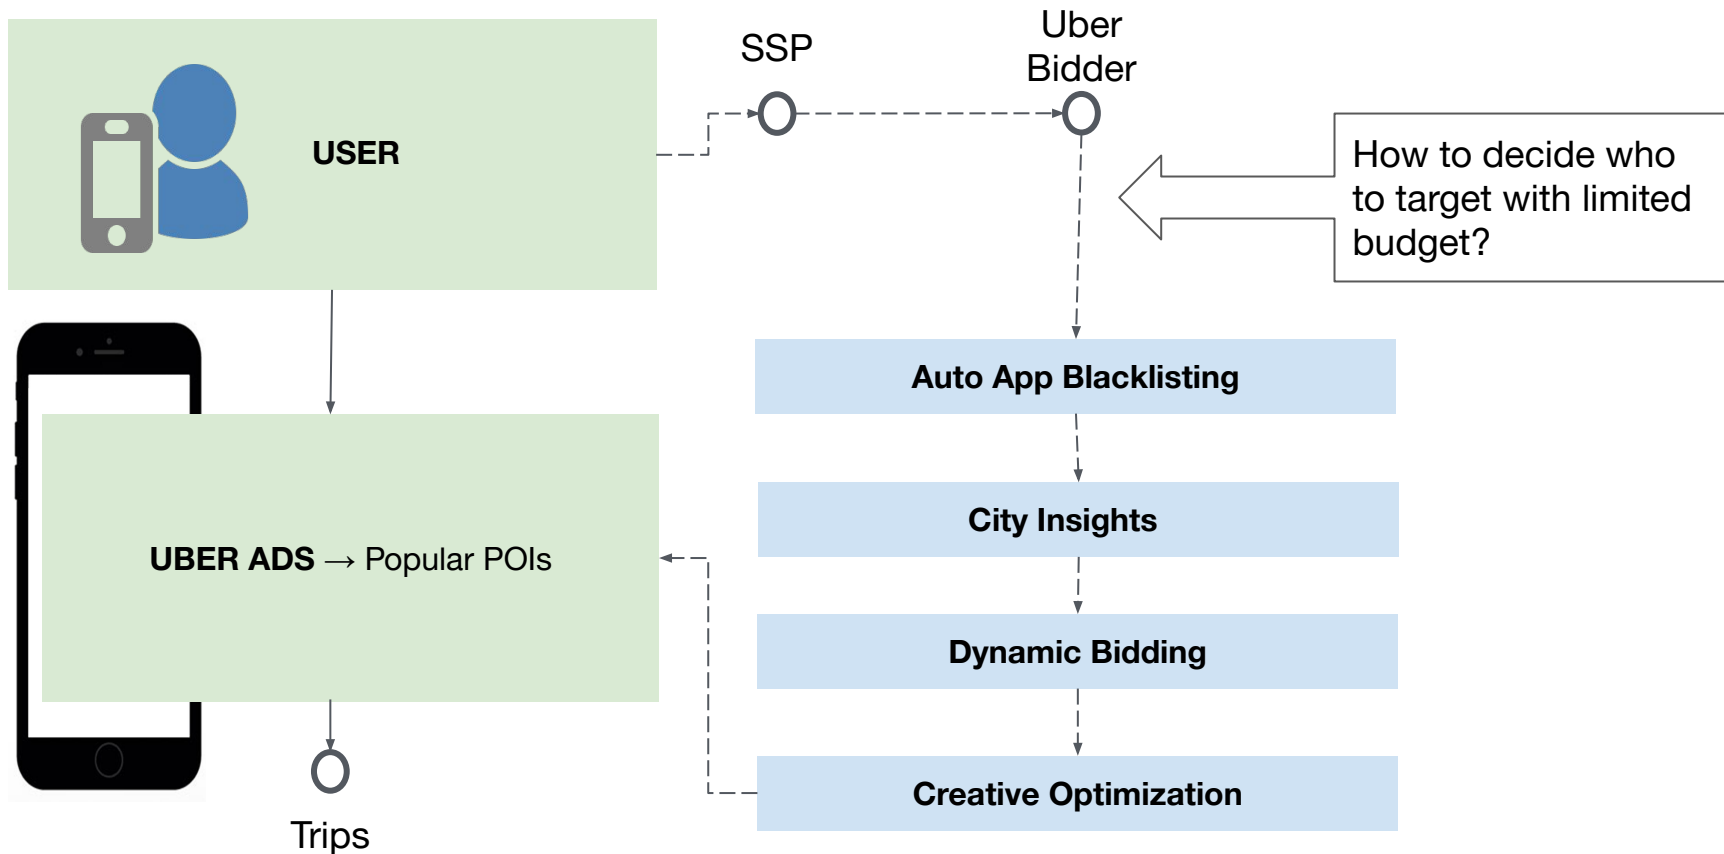 SSP
Uber
Bidder
USER
How to decide who
to target with limited
budget?
Auto App Blacklisting
City Insights
UBER ADS → Popular POIs
Dynamic Bidding
Creative Optimization
Trips